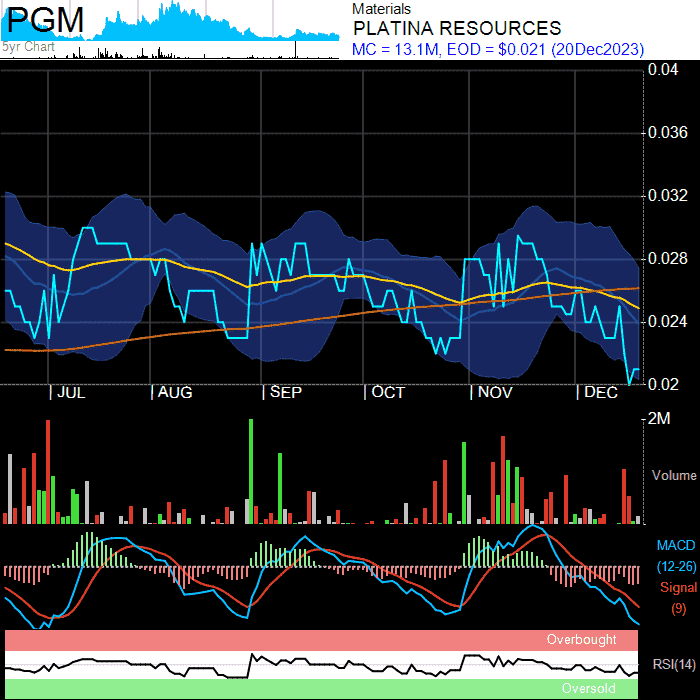 PGM
5yr Chart
Materials
PLATINA RESOURCES
MC = 13.1M, EOD = $0.021 (20Dec2023)
0.04
0.036
0.032
0.028
0.024
0.02
JUL AUG SEP OCT NOV DEC
2M
Volume
MACD
(12-26)
Signal
(9)
Overbought
RSI(14)
Oversold